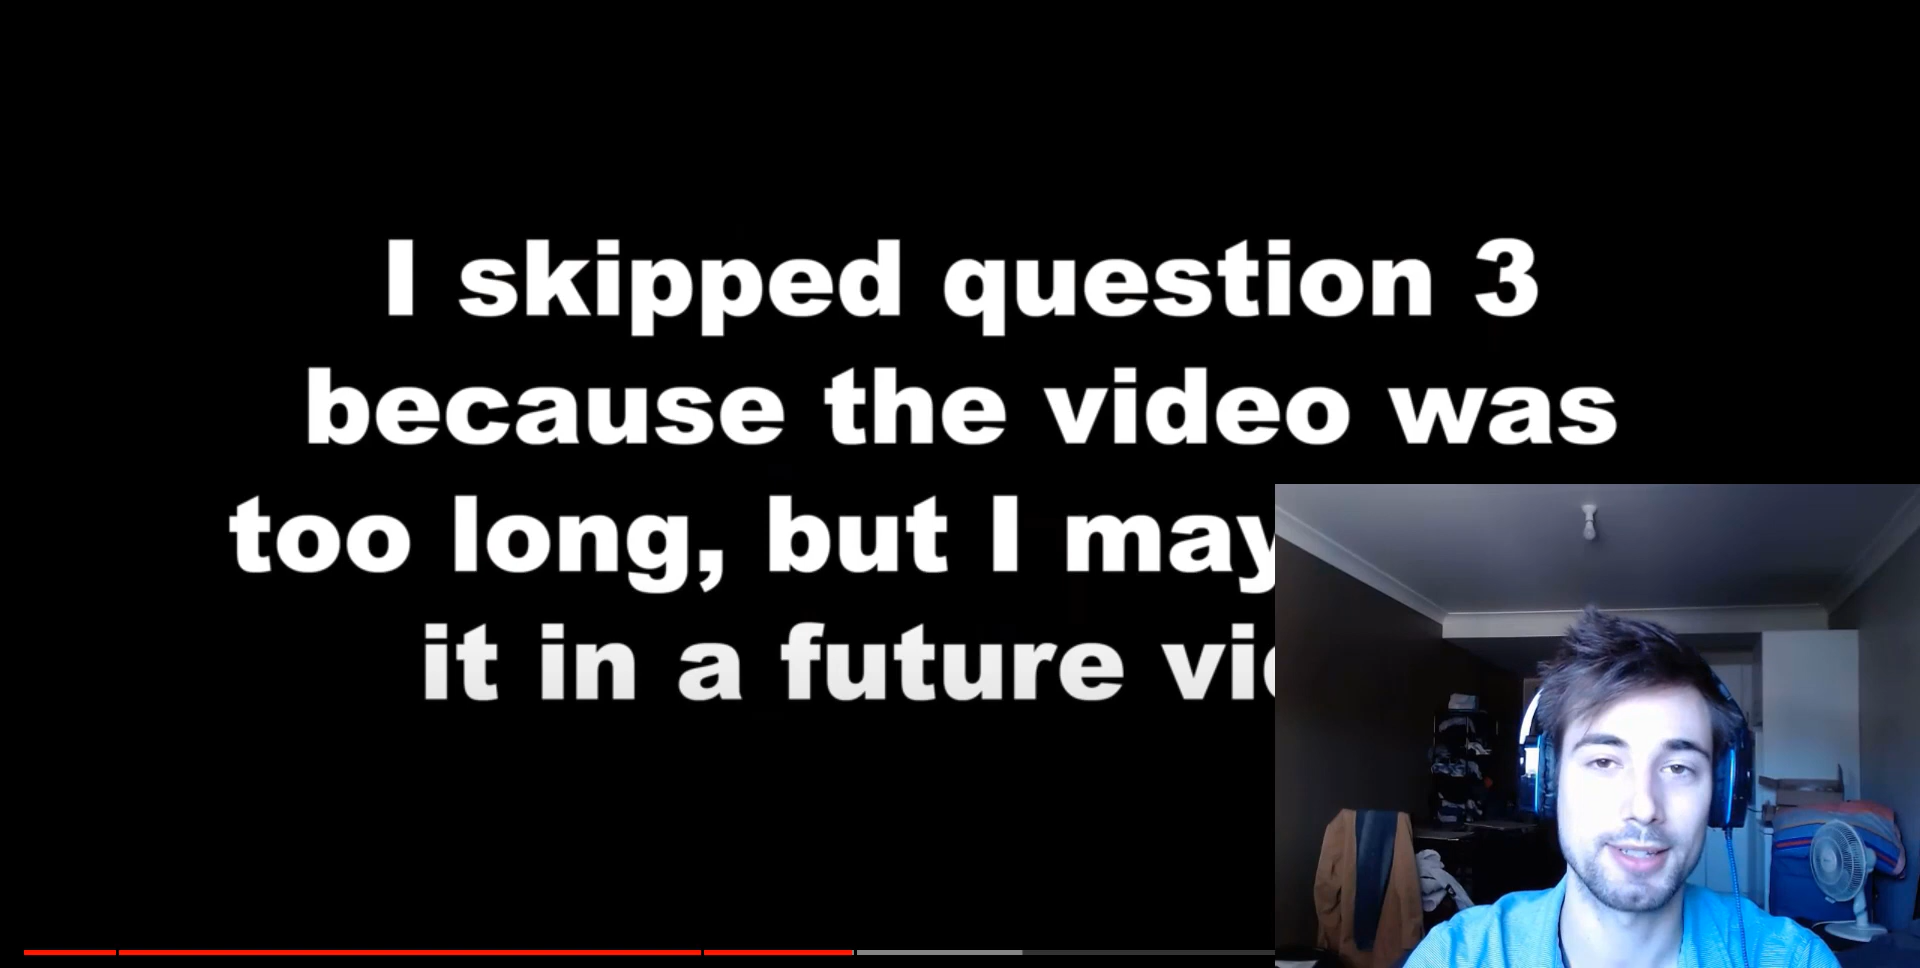 I skipped question 3
because the video was
too long, but I may
it in a future